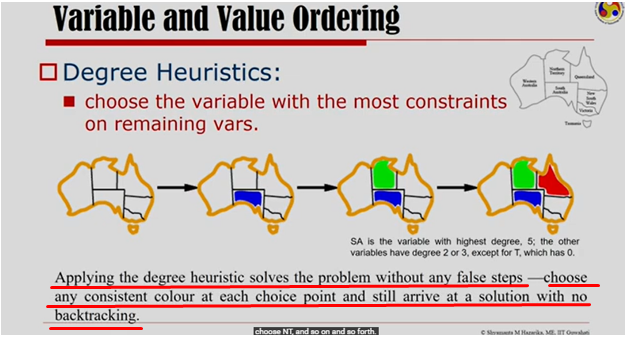 Variable and Value Ordering
Degree Heuristics:
choose the variable with the most constraints
on remaining vars.
Northern
Territory
Western
Australia
Queensland
South
Australia
New
South
Wales
Victoria
Tasmania
SA is the variable with highest degree, 5; the other
variables have degree 2 or 3, except for T, which has 0.
Applying the degree heuristic solves the problem without any false steps —choose
any consistent colour at each choice point and still arrive at a solution with no
backtracking.
choose NT, and so on and so forth.
© Shyamanta M Hazarika, ME, IIT Guwahati